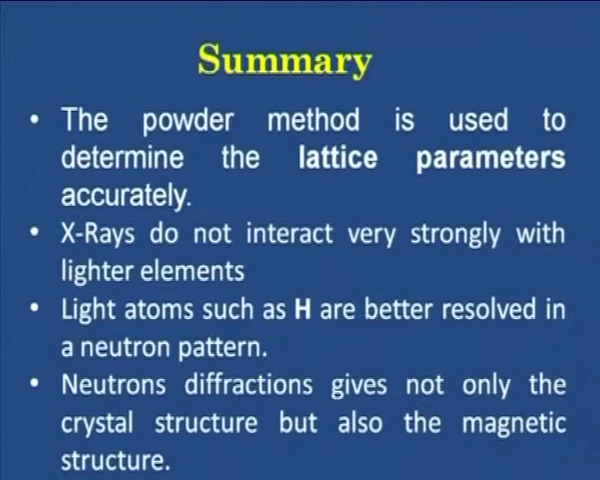 Summary
• The powder method is used to
determine the lattice parameters
accurately.
• X-Rays do not interact very strongly with
lighter elements
• Light atoms such as H are better resolved in
a neutron pattern.
• Neutrons diffractions gives not only the
crystal structure but also the magnetic
structure.